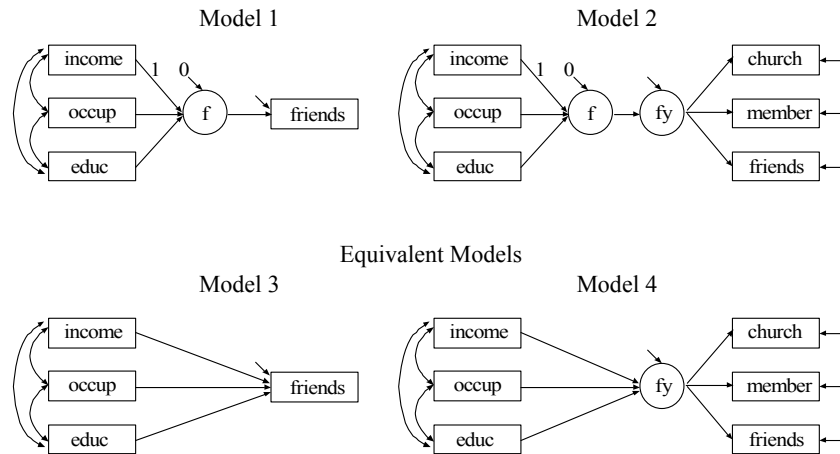 Model 1
income
1 0
occup
f
friends
educ
Model 2
income
1 0
church
occup
f
fy
member
educ
friends
Equivalent Models
Model 3
income
occup
friends
educ
Model 4
income
church
occup
fy
member
educ
friends